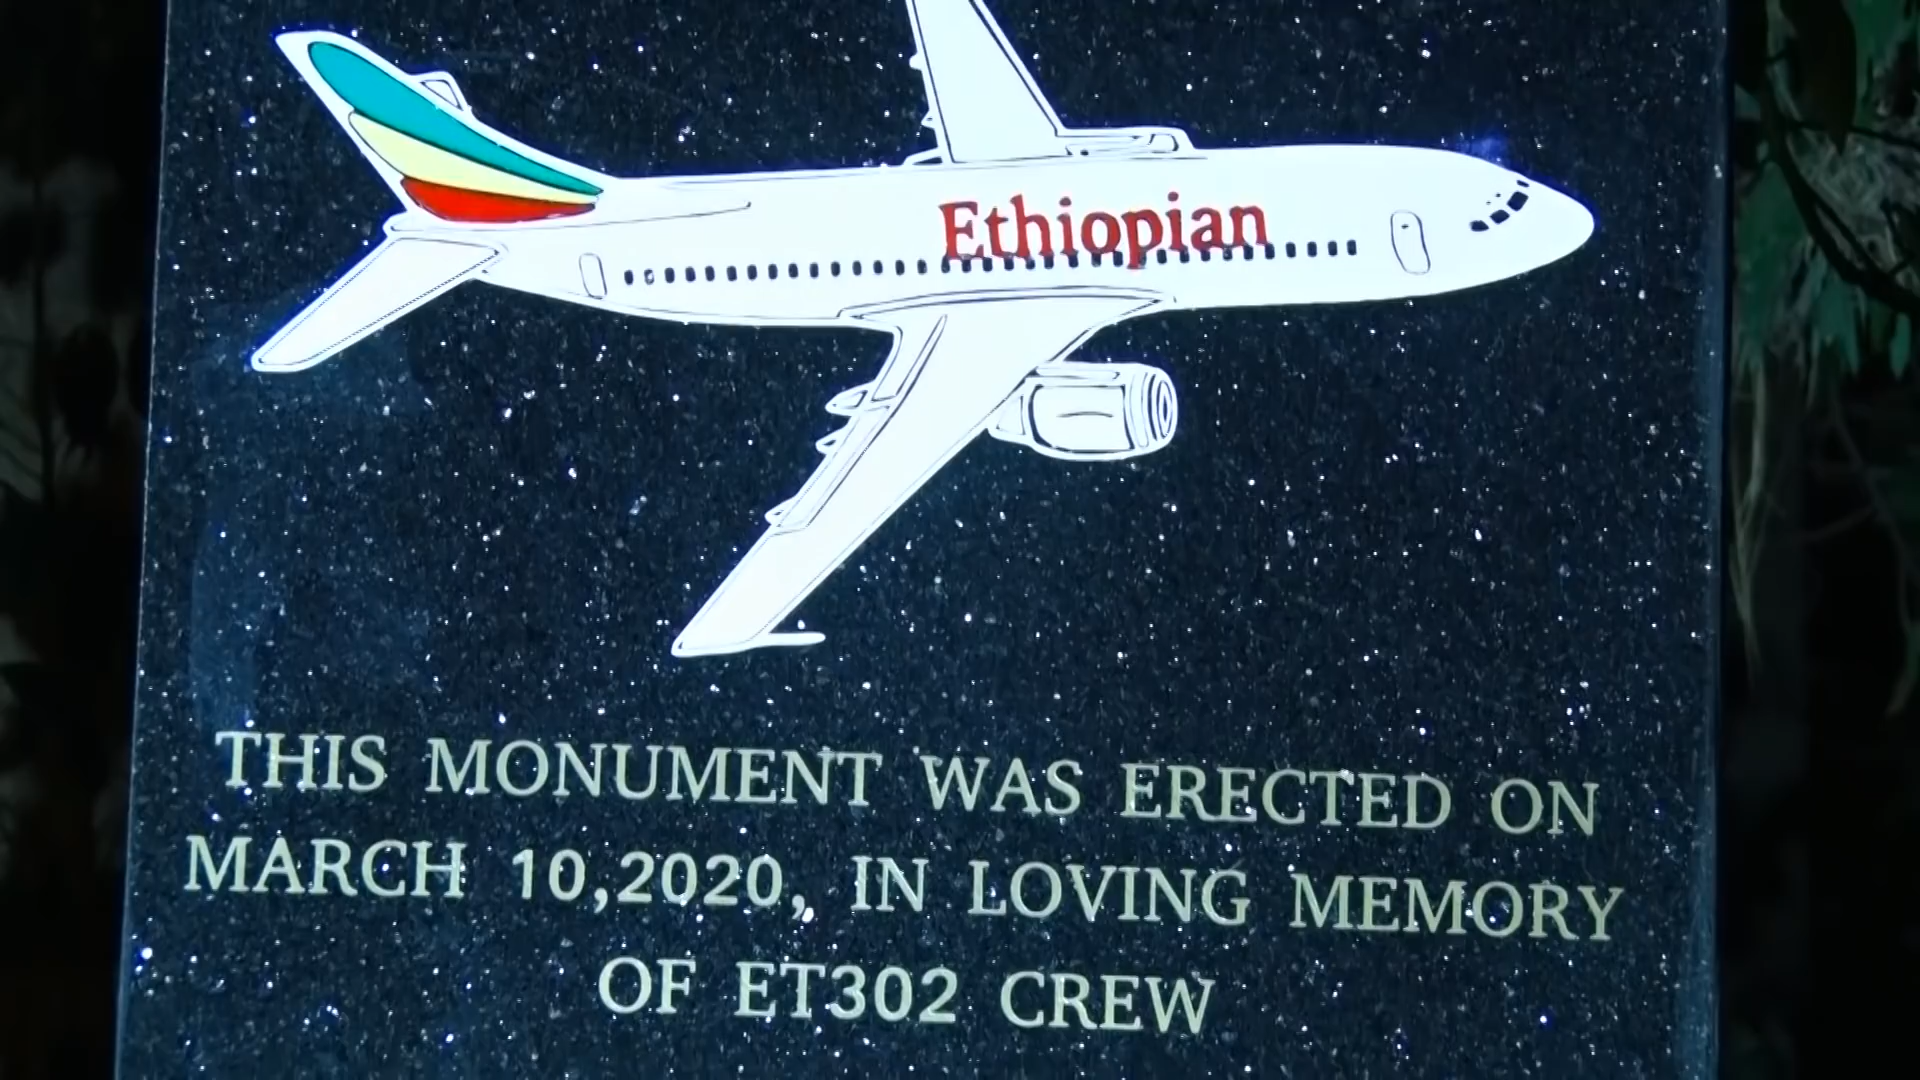 Ethiopian
THIS MONUMENT WAS ERECTED ON
MARCH 10,2020, IN LOVING MEMORY
OF ET302 CREW